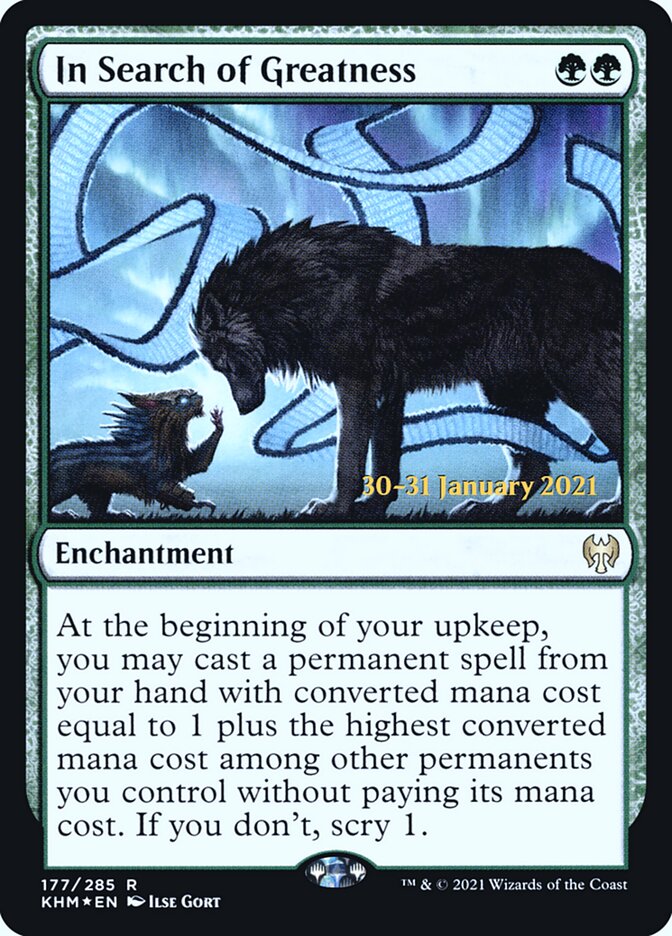 In Search of Greatness
30-31 January 2021
Enchantment
At the beginning of your upkeep,
you may cast a permanent spell from
your hand with converted mana cost
equal to 1 plus the highest converted
mana cost among other permanents
you control without paying its mana
cost. If you don't, scry 1.
177/285 R
KHM★EN Ilse Gort
™ & © 2021 Wizards of the Coast